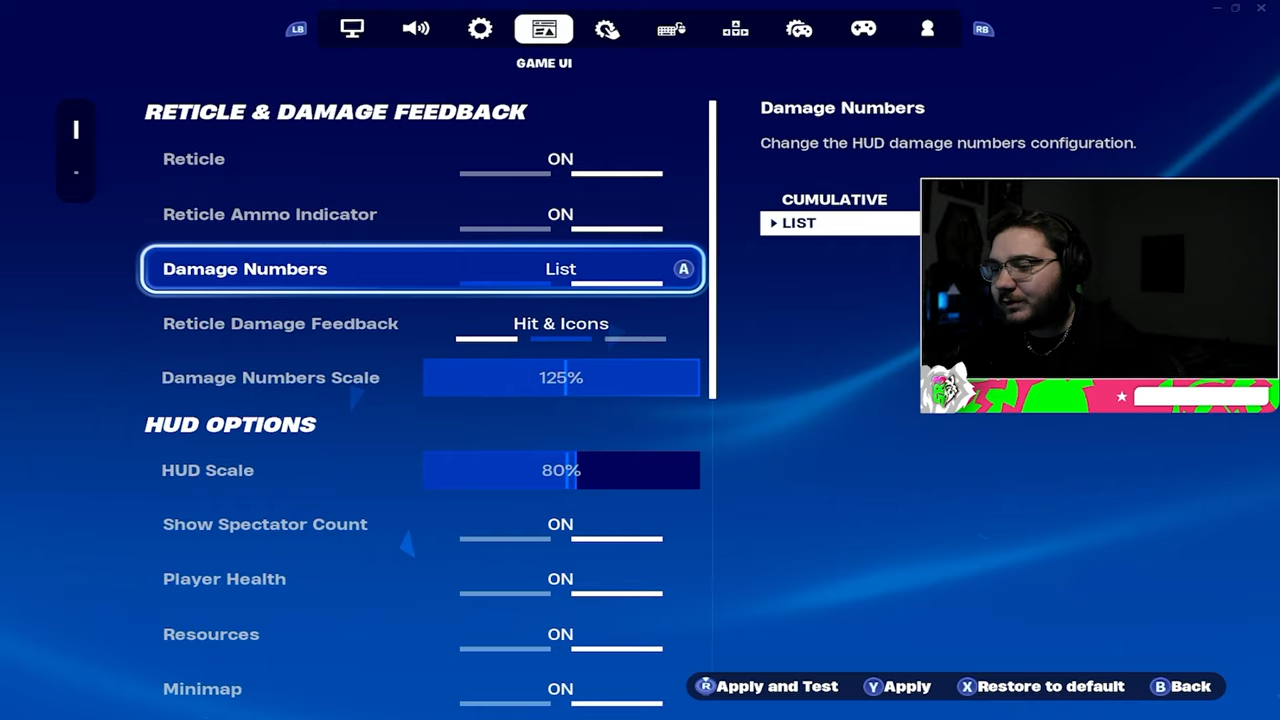 LB
RB
GAME UI
RETICLE & DAMAGE FEEDBACK
Reticle ON
Reticle Ammo Indicator ON
Damage Numbers List A
Reticle Damage Feedback Hit & Icons
Damage Numbers Scale 125%
HUD OPTIONS
HUD Scale 80%
Show Spectator Count ON
Player Health ON
Resources ON
Minimap ON
Damage Numbers
Change the HUD damage numbers configuration.
CUMULATIVE
LIST
R Apply and Test Y Apply X Restore to default B Back